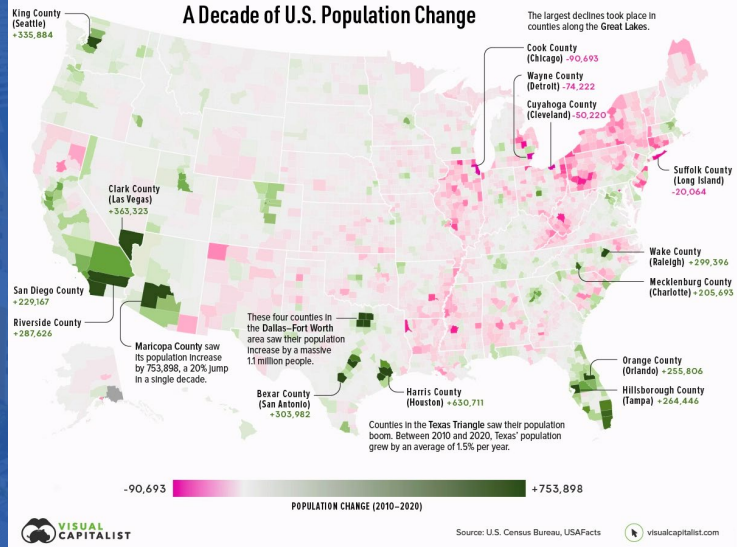 A Decade of U.S. Population Change
King County
(Seattle)
+335,884
The largest declines took place in
counties along the Great Lakes.
Cook County
(Chicago) -90,693
Wayne County
(Detroit) -74,222
Cuyahoga County
(Cleveland) -50,220
Suffolk County
(Long Island)
-20,064
Clark County
(Las Vegas)
+363,323
Wake County
(Raleigh) +299,396
Mecklenburg County
(Charlotte) +205,693
San Diego County
+229,167
Riverside County
+287,626
Maricopa County saw
its population increase
by 753,898, a 20% jump
in a single decade.
These four counties in
the Dallas–Fort Worth
area saw their population
increase by a massive
1.1 million people.
Bexar County
(San Antonio)
+303,982
Harris County
(Houston) +630,711
Orange County
(Orlando) +255,806
Hillsborough County
(Tampa) +264,446
Counties in the Texas Triangle saw their population
boom. Between 2010 and 2020, Texas' population
grew by an average of 1.5% per year.
-90,693
+753,898
POPULATION CHANGE (2010–2020)
VISUAL
CAPITALIST
Source: U.S. Census Bureau, USAFacts
visualcapitalist.com